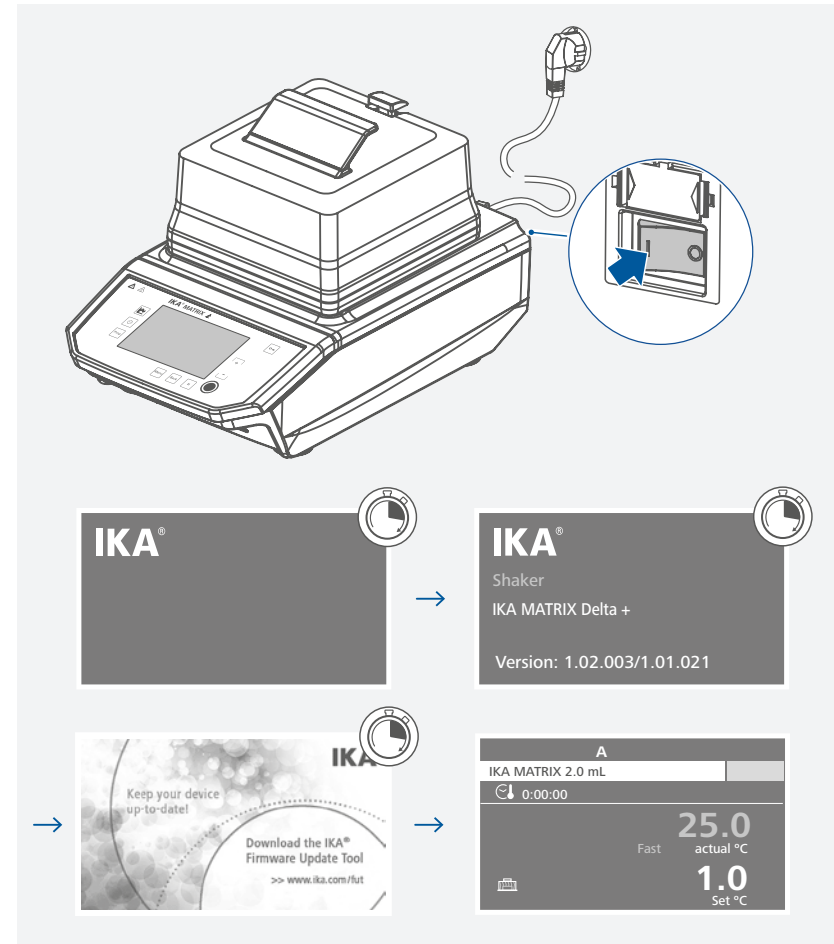 IKA MATRIX
IKA®
IKA®
Shaker
IKA MATRIX Delta +
Version: 1.02.003/1.01.021
IKA
Keep your device
up-to-date!
Download the IKA®
Firmware Update Tool
>> www.ika.com/fut
A
IKA MATRIX 2.0 mL
0:00:00
25.0
Fast actual °C
1.0
Set °C